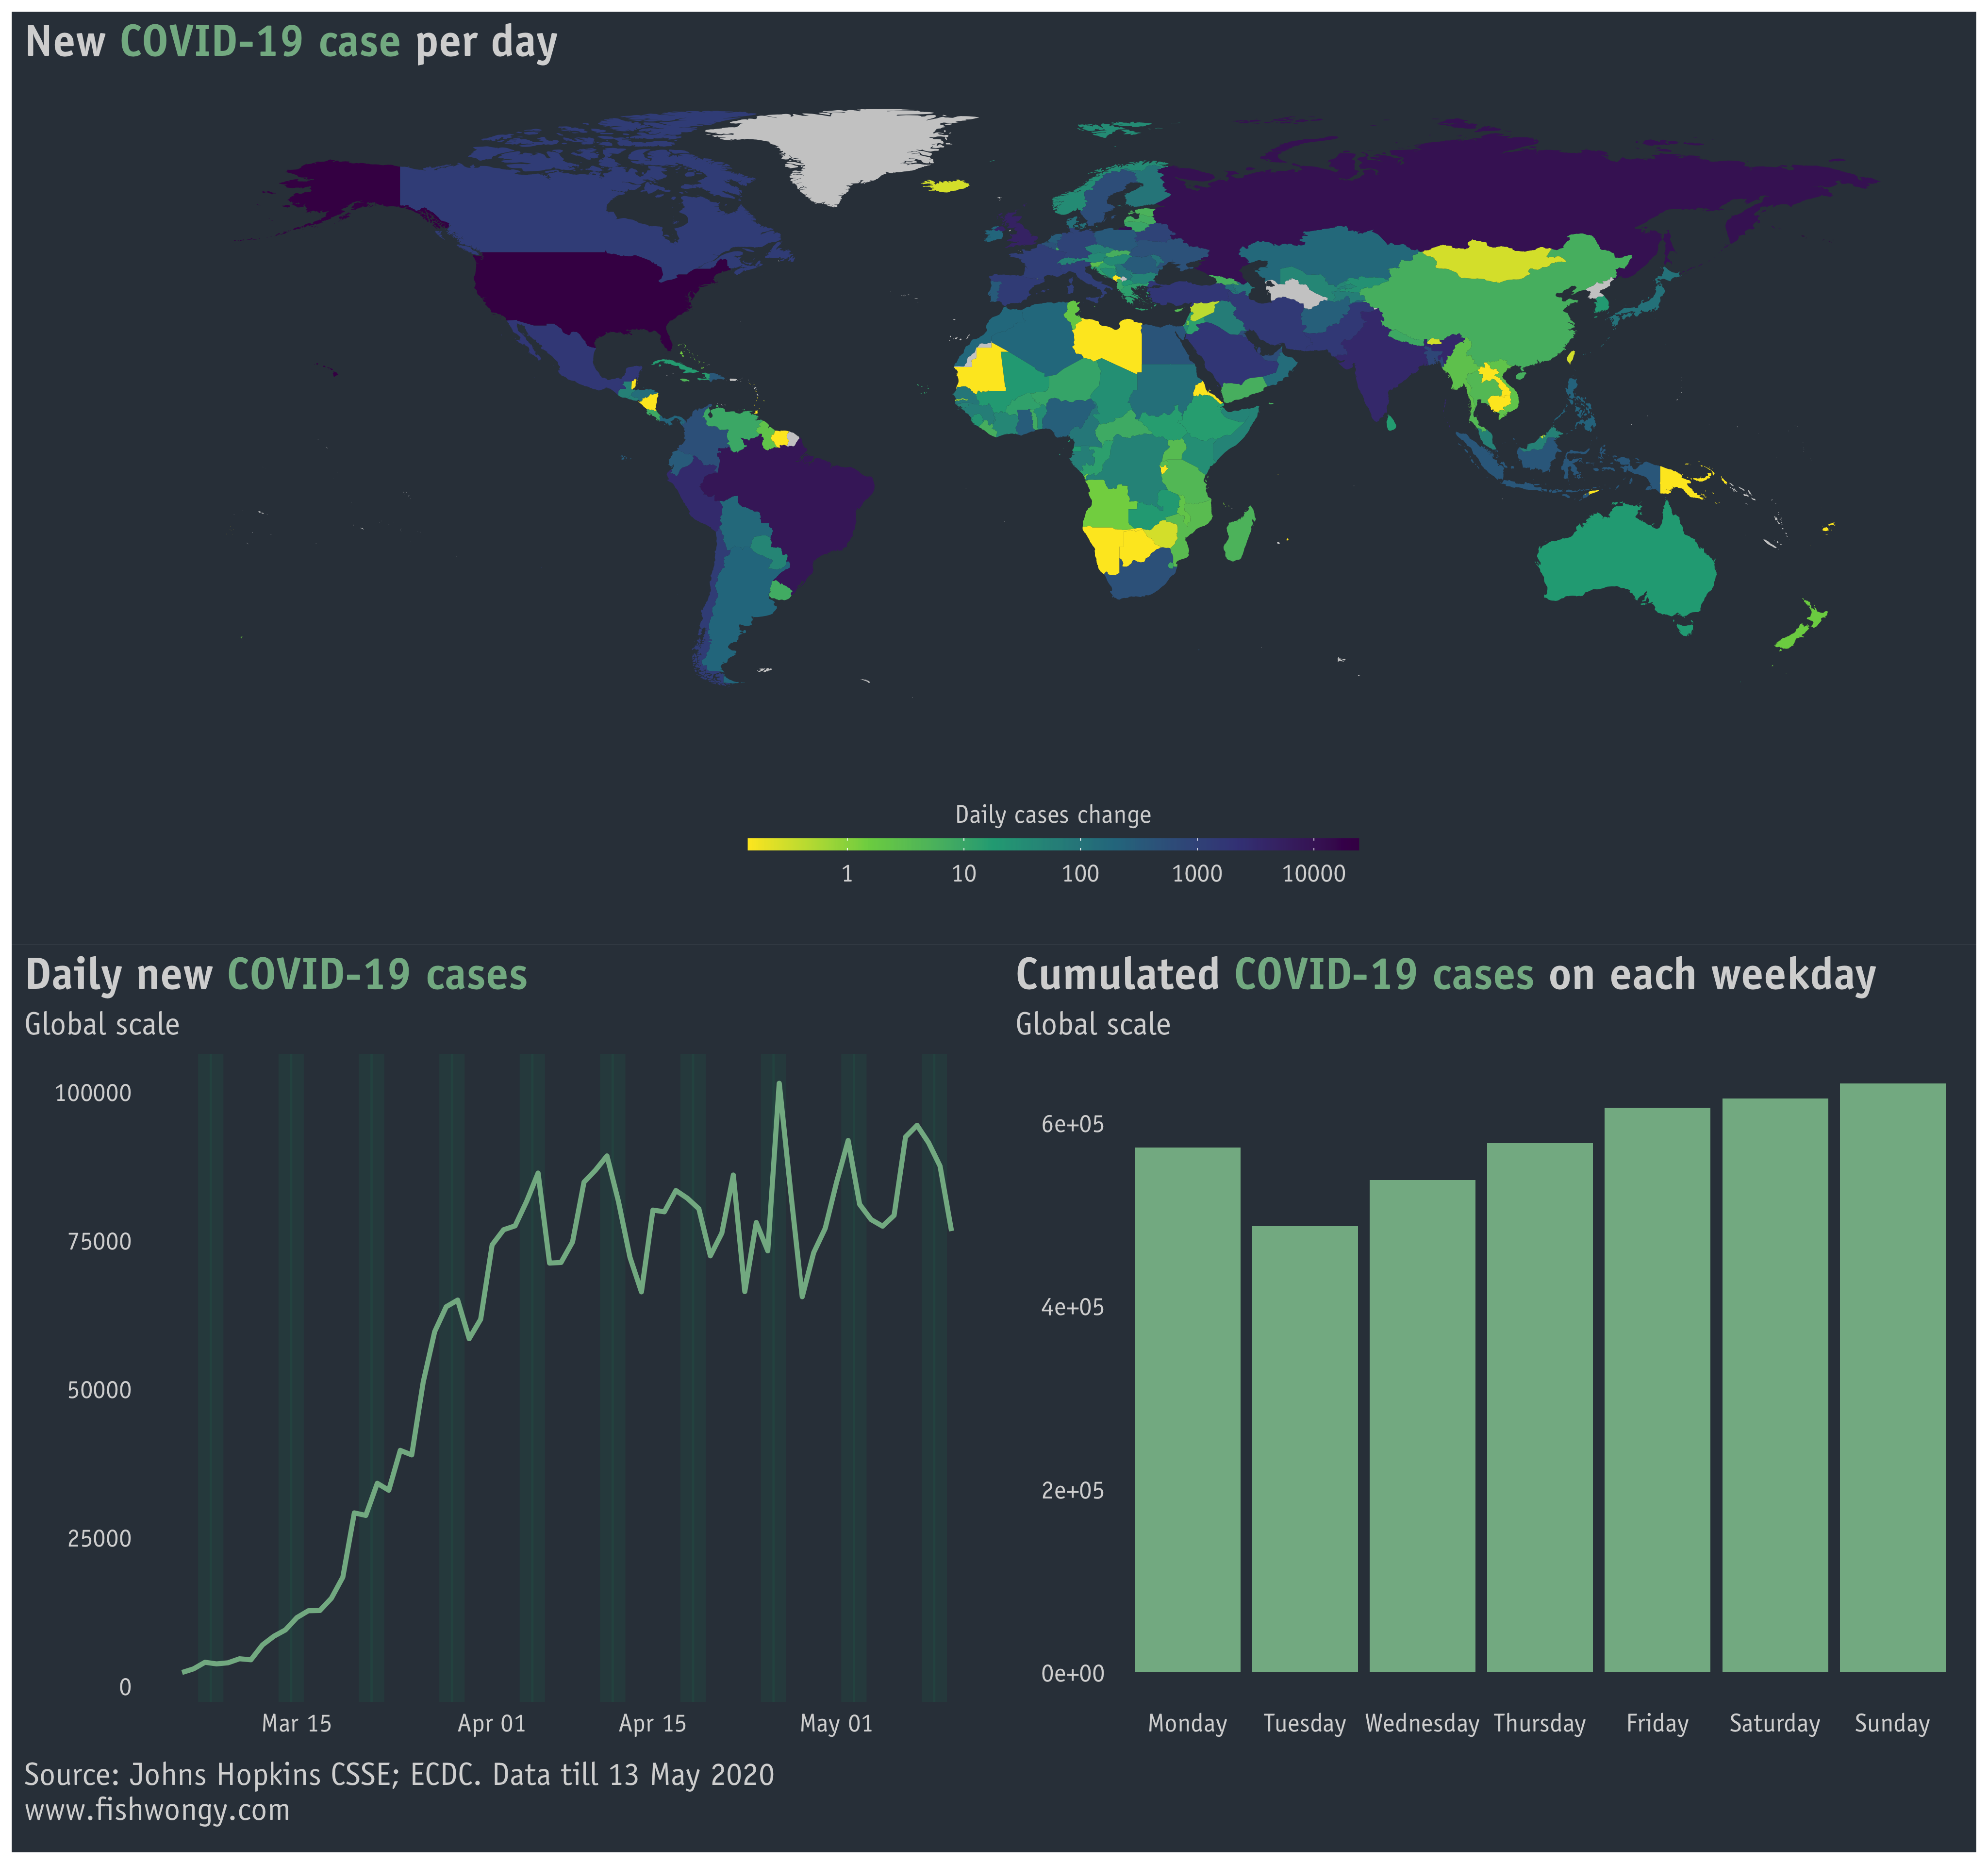 New COVID-19 case per day
Daily cases change
1 10 100 1000 10000
Daily new COVID-19 cases
Global scale
100000
75000
50000
25000
0
Mar 15 Apr 01 Apr 15 May 01
Cumulated COVID-19 cases on each weekday
Global scale
6e+05
4e+05
2e+05
0e+00
Monday Tuesday Wednesday Thursday Friday Saturday Sunday
Source: Johns Hopkins CSSE; ECDC. Data till 13 May 2020
www.fishwongy.com